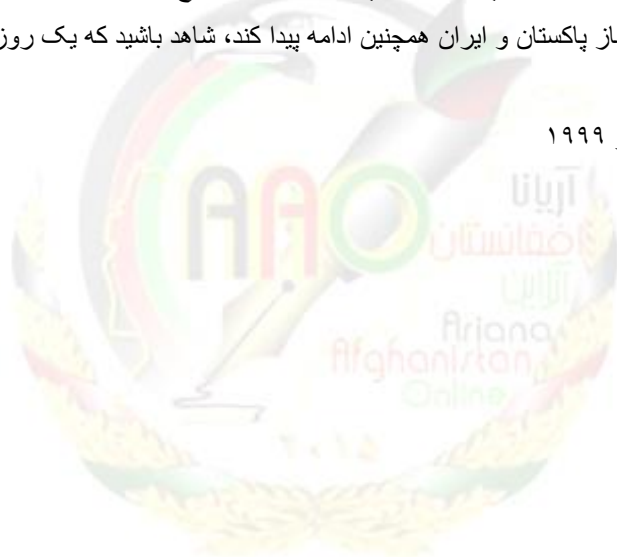 از پاکستان و ایران همچنین ادامه پیدا کند، شاهد باشید که یک روز
۱۹۹۹
AAO
آریانا
افغانستان
آنلاین
Ariana
Afghanistan
Online
۲۰۱۵